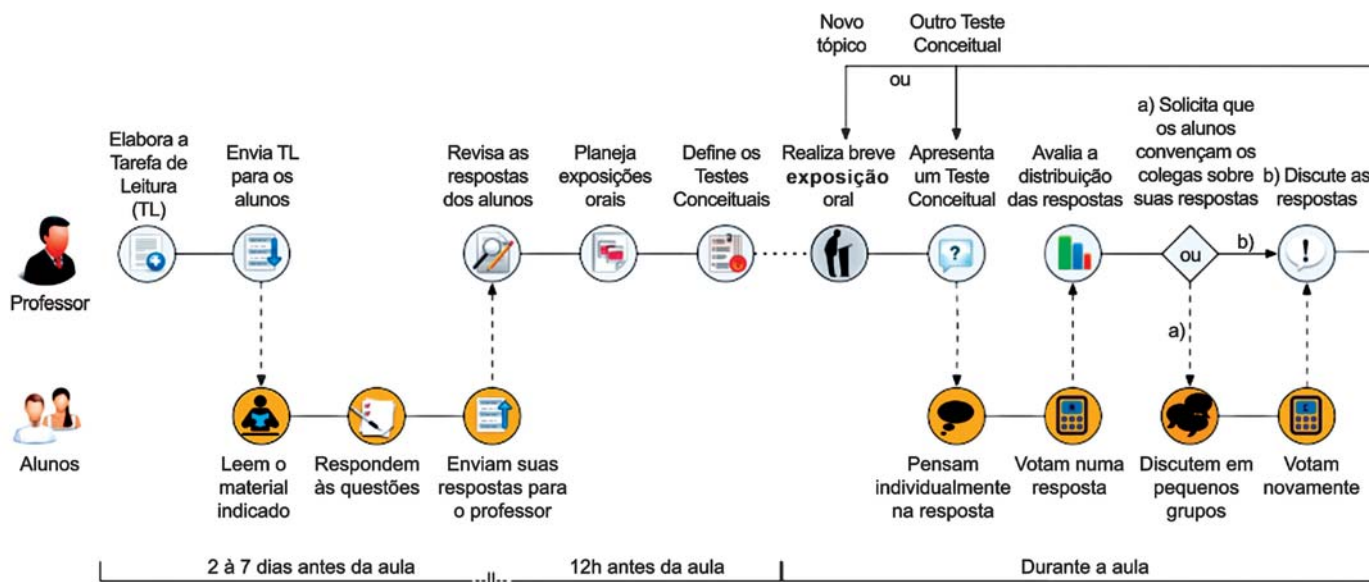 Novo
tópico
Outro Teste
Conceitual
ou
Elabora a
Tarefa de
Leitura
(TL)
Envia TL
para os
alunos
Revisa as
respostas
dos alunos
Planeja
exposições
orais
Define os
Testes
Conceituais
Realiza breve
exposição
oral
Apresenta
um Teste
Conceitual
Avalia a
distribuição
das respostas
a) Solicita que
os alunos
convençam os
colegas sobre
suas respostas
b) Discute as
respostas
Professor
?
ou
b)
!
a)
Alunos
Leem o
material
indicado
Respondem
às questões
Enviam suas
respostas para
o professor
Pensam
individualmente
na resposta
Votam numa
resposta
Discutem em
pequenos
grupos
Votam
novamente
2 à 7 dias antes da aula
12h antes da aula
Durante a aula